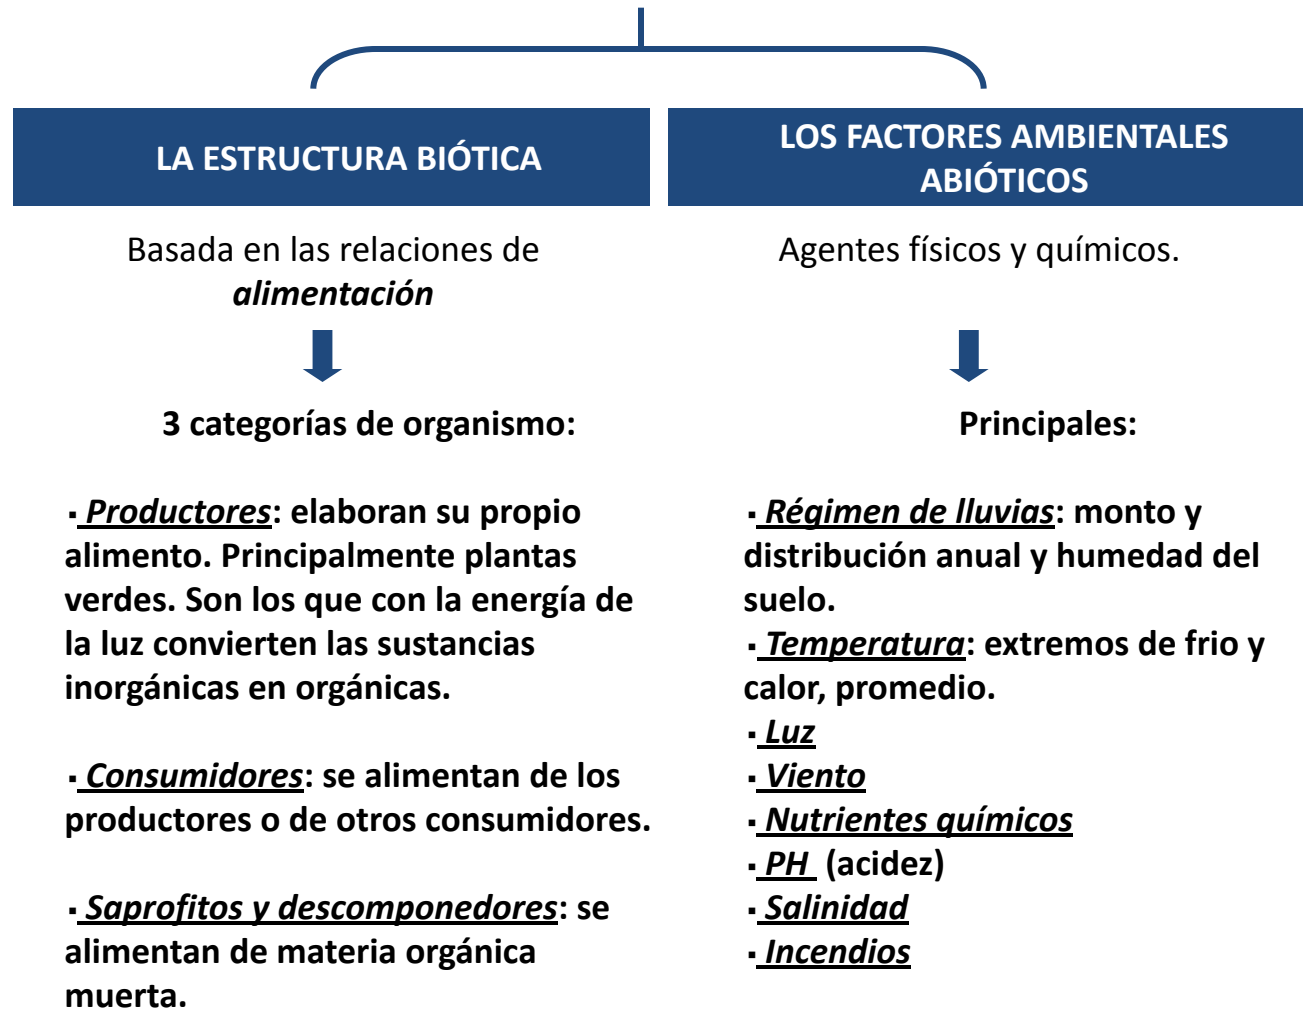 LA ESTRUCTURA BIÓTICA
Basada en las relaciones de
alimentación
3 categorías de organismo:
▪ Productores: elaboran su propio
alimento. Principalmente plantas
verdes. Son los que con la energía de
la luz convierten las sustancias
inorgánicas en orgánicas.
▪ Consumidores: se alimentan de los
productores o de otros consumidores.
▪ Saprofitos y descomponedores: se
alimentan de materia orgánica
muerta.
LOS FACTORES AMBIENTALES
ABIÓTICOS
Agentes físicos y químicos.
Principales:
▪ Régimen de lluvias: monto y
distribución anual y humedad del
suelo.
▪ Temperatura: extremos de frio y
calor, promedio.
▪ Luz
▪ Viento
▪ Nutrientes químicos
▪ PH (acidez)
▪ Salinidad
▪ Incendios